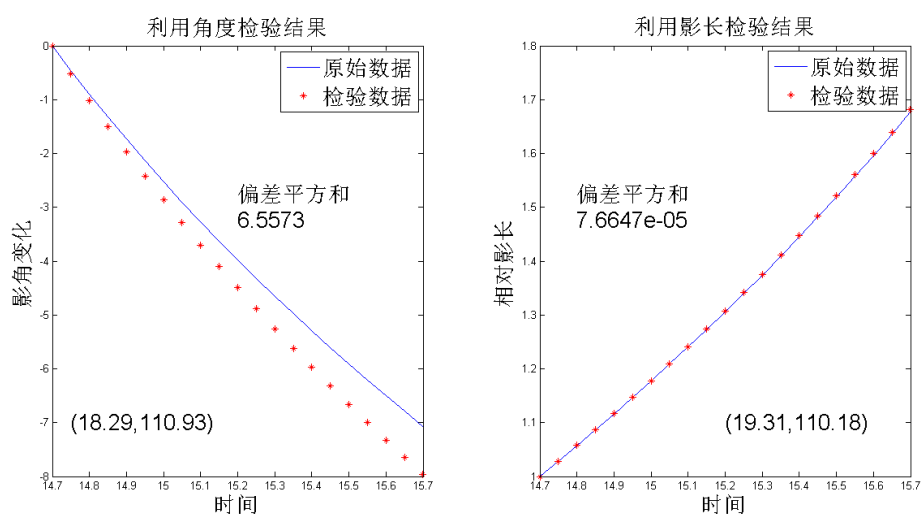 利用角度检验结果
0
-1
-2
-3
-4
-5
-6
-7
-8
影角变化
原始数据
检验数据
偏差平方和
6.5573
(18.29,110.93)
14.7 14.8 14.9 15 15.1 15.2 15.3 15.4 15.5 15.6 15.7
时间
利用影长检验结果
1.8
1.7
1.6
1.5
1.4
1.3
1.2
1.1
1
相对影长
原始数据
检验数据
偏差平方和
7.6647e-05
(19.31,110.18)
14.7 14.8 14.9 15 15.1 15.2 15.3 15.4 15.5 15.6 15.7
时间